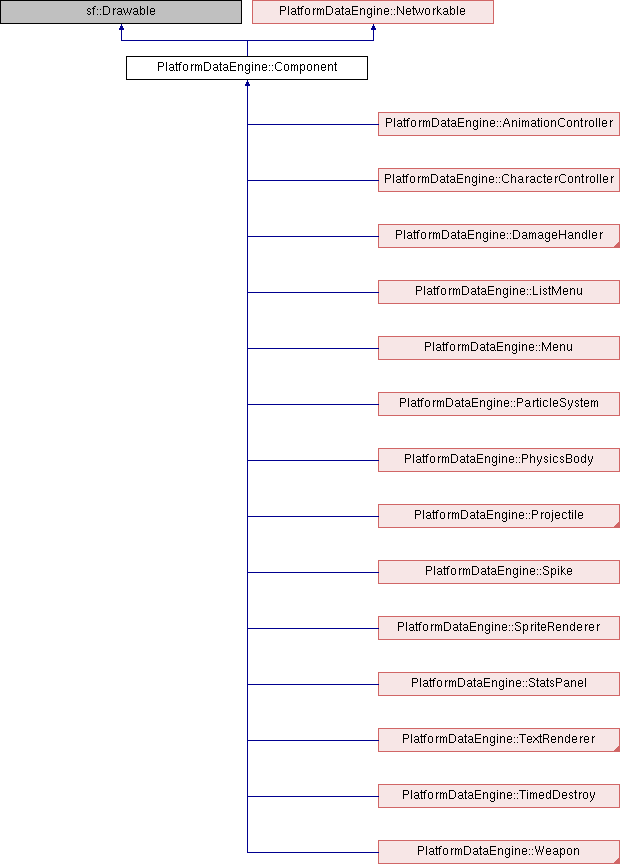 sf::Drawable
PlatformDataEngine::Networkable
PlatformDataEngine::Component
PlatformDataEngine::AnimationController
PlatformDataEngine::CharacterController
PlatformDataEngine::DamageHandler
PlatformDataEngine::ListMenu
PlatformDataEngine::Menu
PlatformDataEngine::ParticleSystem
PlatformDataEngine::PhysicsBody
PlatformDataEngine::Projectile
PlatformDataEngine::Spike
PlatformDataEngine::SpriteRenderer
PlatformDataEngine::StatsPanel
PlatformDataEngine::TextRenderer
PlatformDataEngine::TimedDestroy
PlatformDataEngine::Weapon